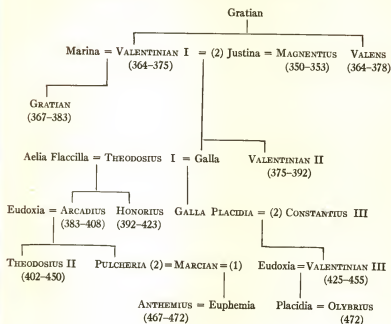 Gratian
Marina = VALENTINIAN I = (2) Justina = MAGNENTIUS VALENS
(364-375) (350-353) (364-378)
GRATIAN
(367-383)
Aelia Flaccilla = THEODOSIUS I = Galla VALENTINIAN II
(375-392)
Eudoxia = ARCADIUS HONORIUS GALLA PLACIDIA = (2) CONSTANTIUS III
(383-408) (392-423)
THEODOSIUS II PULCHERIA (2) = MARCIAN = (1) Eudoxia = VALENTINIAN III
(402-450) (425-455)
ANTHEMIUS = Euphemia Placidia = OLYBRIUS
(467-472) (472)